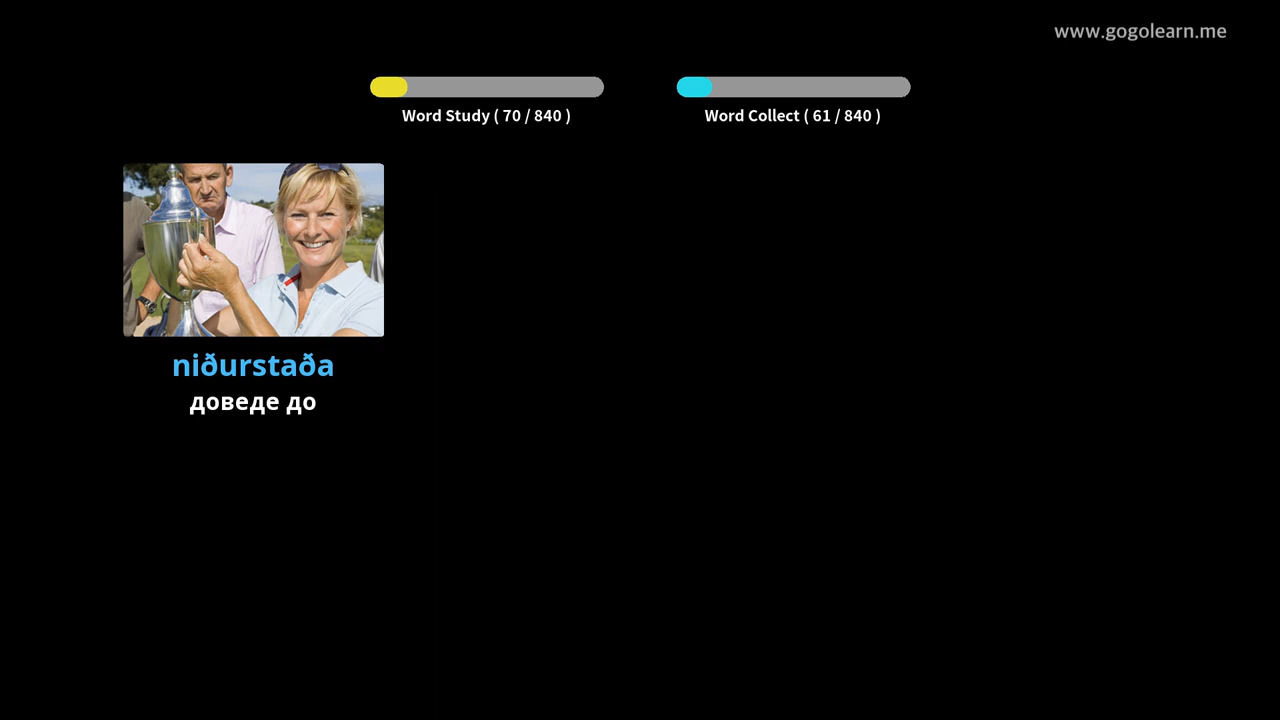 www.gogolearn.me
Word Study ( 70 / 840 )
Word Collect ( 61 / 840 )
niðurstaða
доведе до